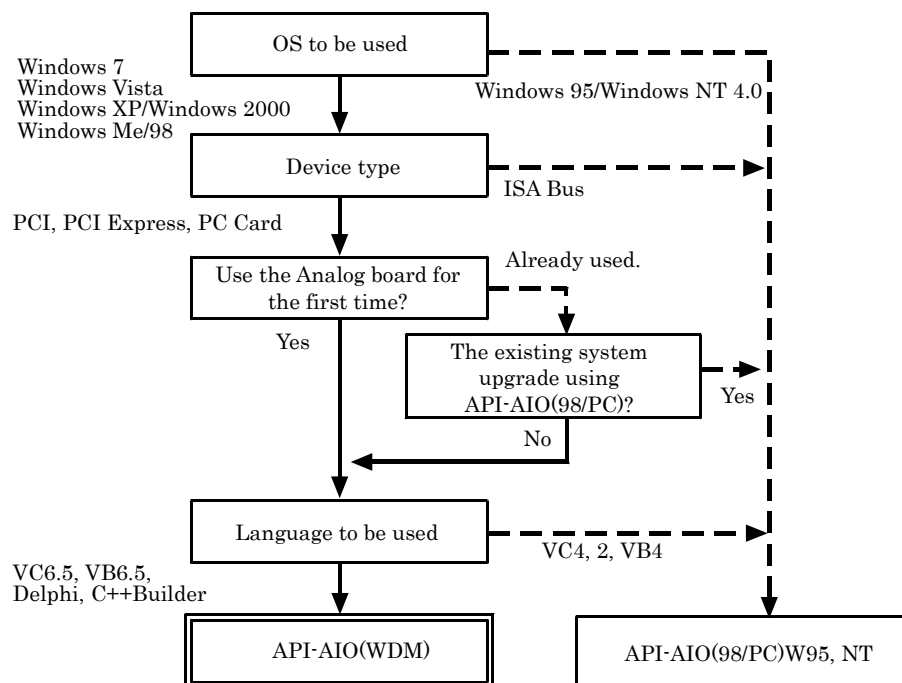 OS to be used
Windows 7
Windows Vista
Windows XP/Windows 2000
Windows Me/98
Windows 95/Windows NT 4.0
Device type
ISA Bus
PCI, PCI Express, PC Card
Use the Analog board for
the first time?
Already used.
Yes
The existing system
upgrade using
API-AIO(98/PC)?
Yes
No
Language to be used
VC4, 2, VB4
VC6.5, VB6.5,
Delphi, C++Builder
API-AIO(WDM)
API-AIO(98/PC)W95, NT